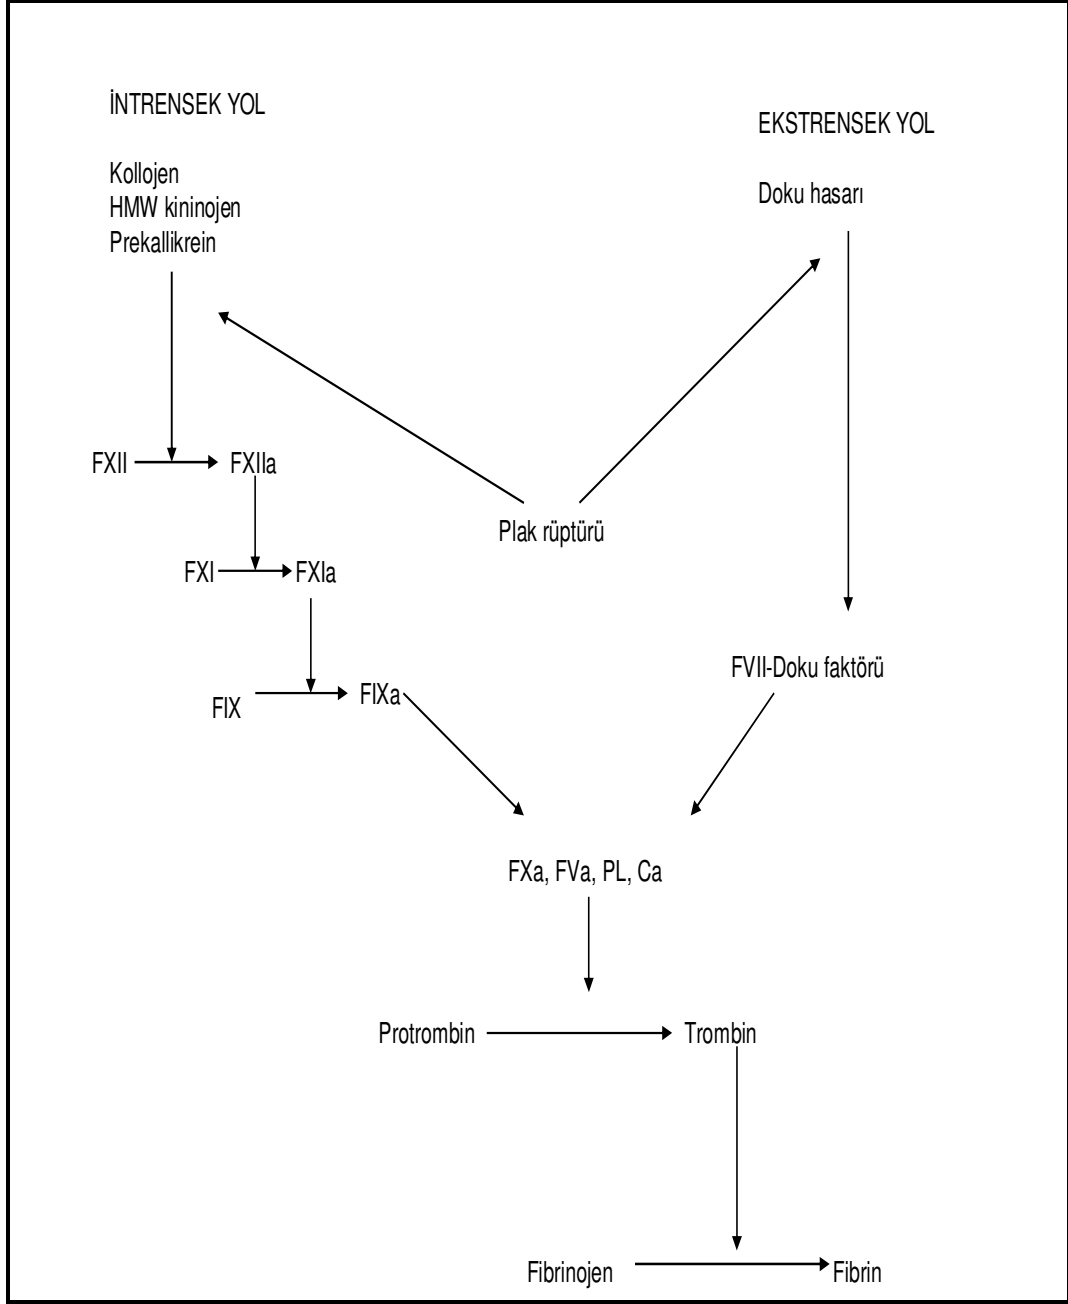 İNTRENSEK YOL
EKSTRENSEK YOL
Kollojen
HMW kininojen
Prekallikrein
Doku hasarı
FXII
FXIIa
Plak rüptürü
FXI
FXIa
FVII-Doku faktörü
FIX
FIXa
FXa, FVa, PL, Ca
Protrombin
Trombin
Fibrinojen
Fibrin